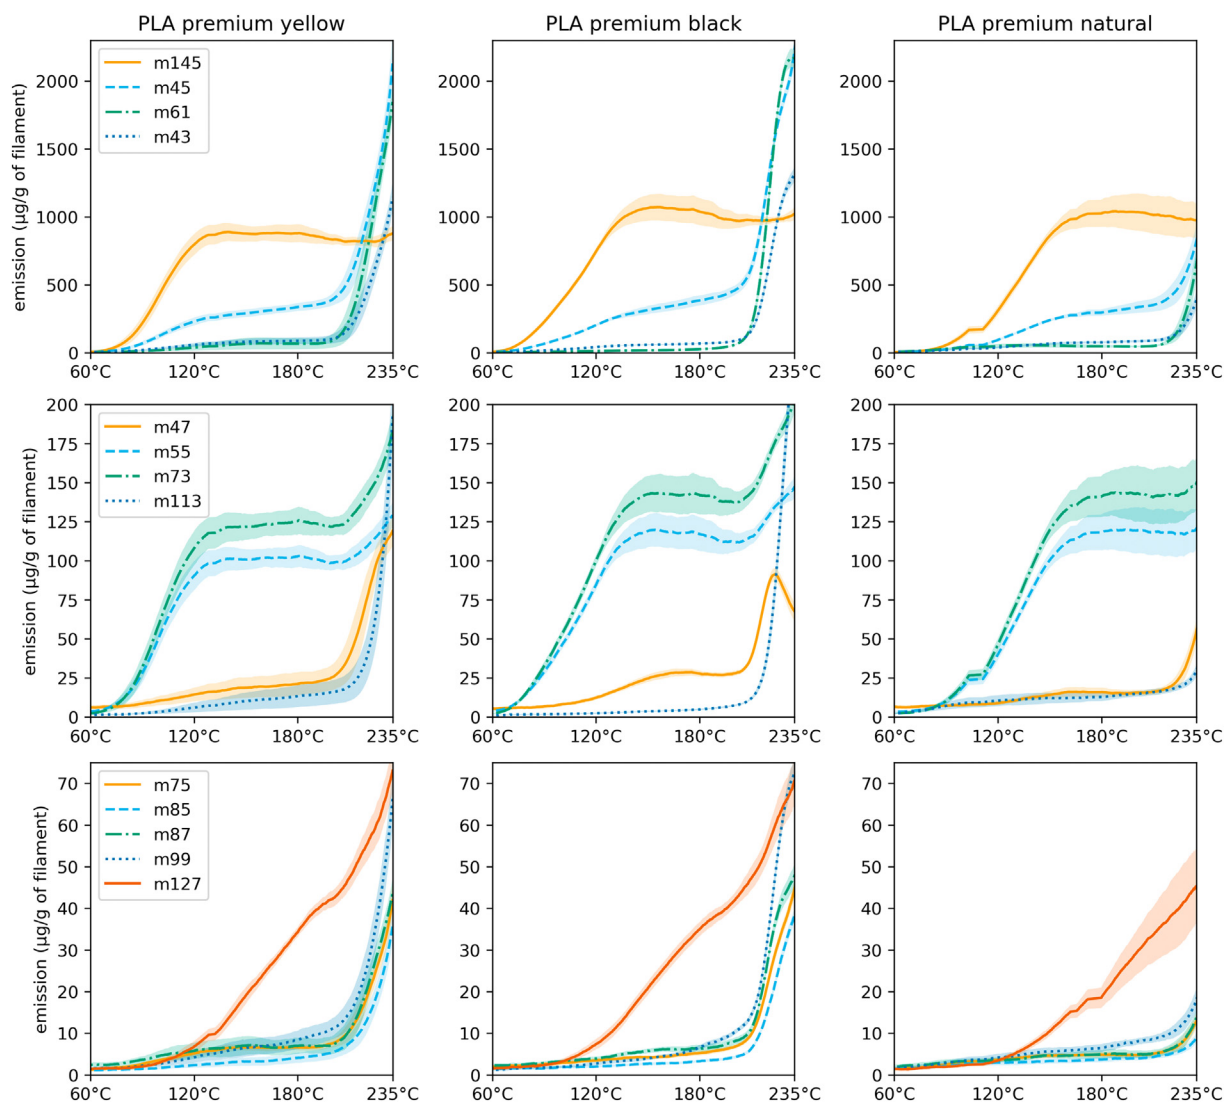 PLA premium yellow
PLA premium black
PLA premium natural
emission (µg/g of filament)
2000
1500
1000
500
0
m145
m45
m61
m43
60°C 120°C 180°C 235°C
2000
1500
1000
500
0
60°C 120°C 180°C 235°C
2000
1500
1000
500
0
60°C 120°C 180°C 235°C
emission (µg/g of filament)
200
175
150
125
100
75
50
25
0
m47
m55
m73
m113
60°C 120°C 180°C 235°C
200
175
150
125
100
75
50
25
0
60°C 120°C 180°C 235°C
200
175
150
125
100
75
50
25
0
60°C 120°C 180°C 235°C
emission (µg/g of filament)
70
60
50
40
30
20
10
0
m75
m85
m87
m99
m127
60°C 120°C 180°C 235°C
70
60
50
40
30
20
10
0
60°C 120°C 180°C 235°C
70
60
50
40
30
20
10
0
60°C 120°C 180°C 235°C